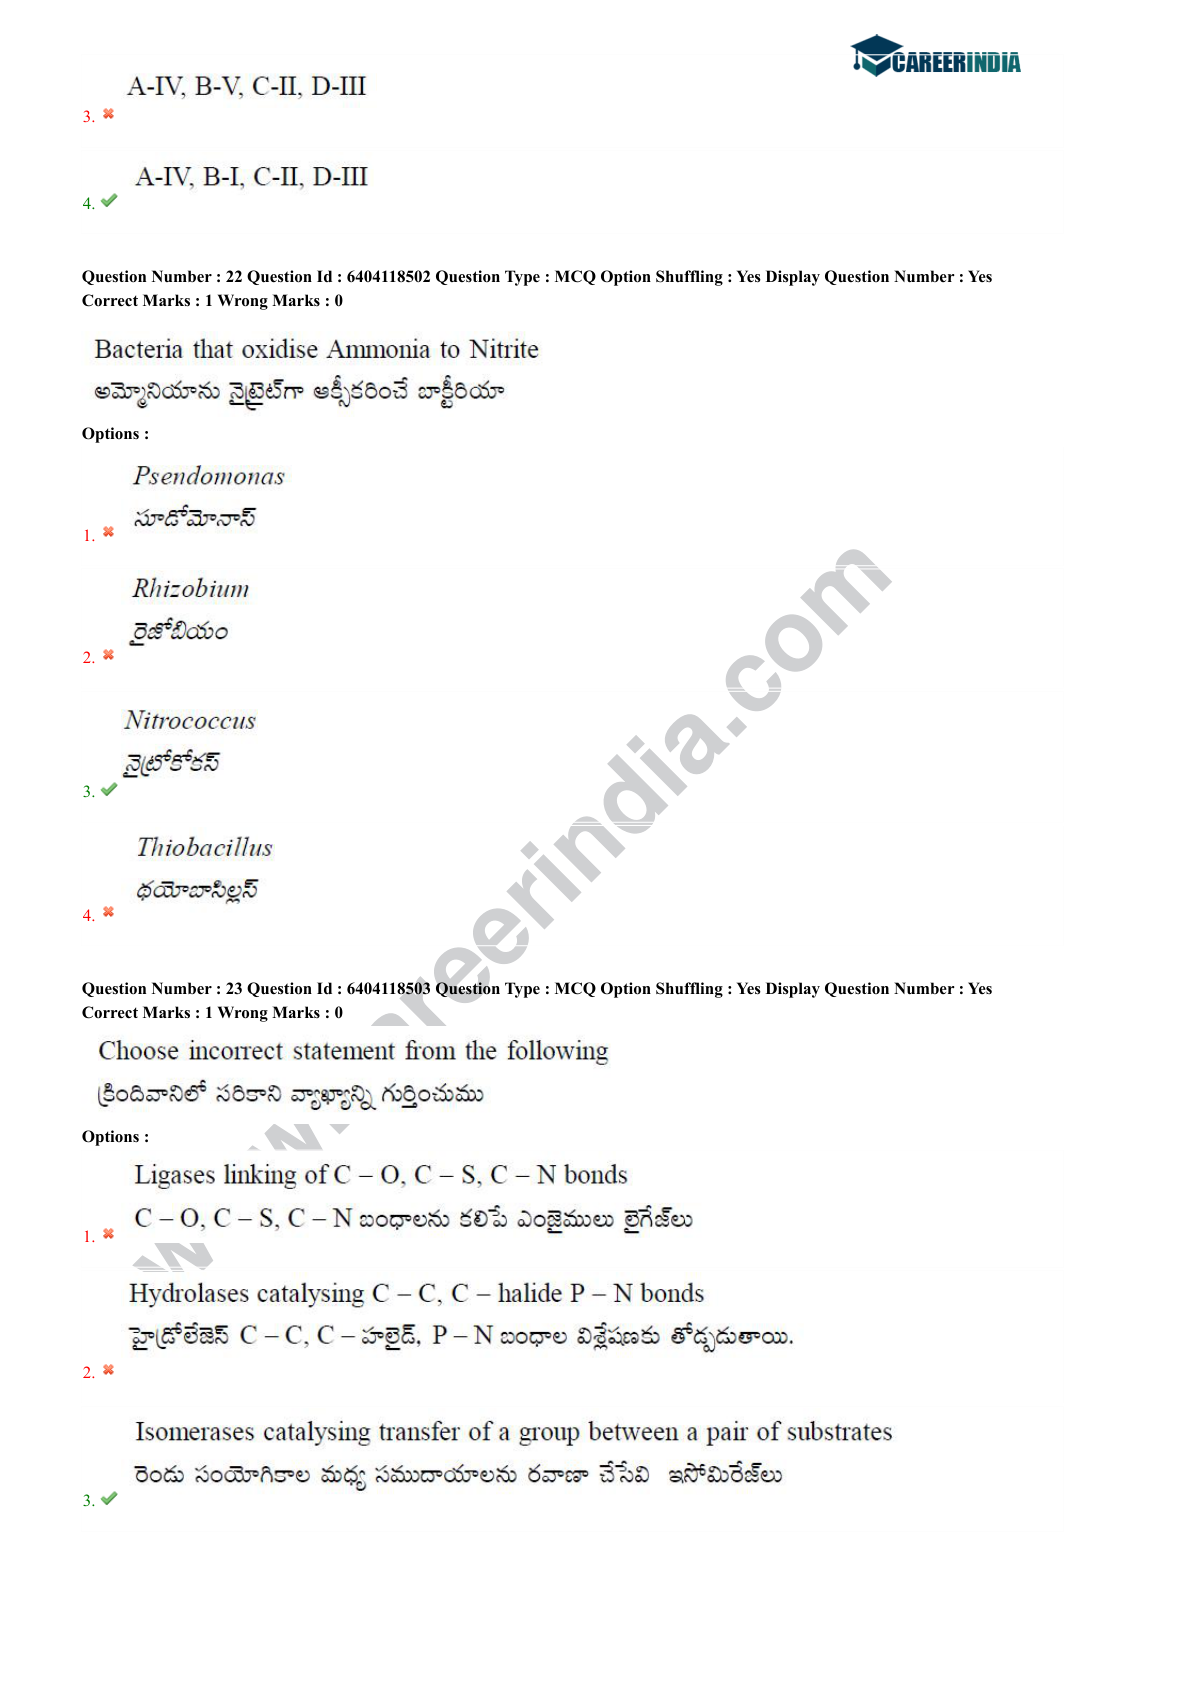 CAREERINDIA
A-IV, B-V, C-II, D-III
3.
A-IV, B-I, C-II, D-III
4.
Question Number : 22 Question Id : 6404118502 Question Type : MCQ Option Shuffling : Yes Display Question Number : Yes
Correct Marks : 1 Wrong Marks : 0
Bacteria that oxidise Ammonia to Nitrite
అమ్మోనియాను నైట్రైట్‌గా ఆక్సీకరించే బాక్టీరియా
Options :
Psendomonas
సూడోమోనాస్
1.
Rhizobium
రైజోబియం
2.
Nitrococcus
నైట్రోకోకస్
3.
Thiobacillus
థయోబాసిల్లస్
4.
Question Number : 23 Question Id : 6404118503 Question Type : MCQ Option Shuffling : Yes Display Question Number : Yes
Correct Marks : 1 Wrong Marks : 0
Choose incorrect statement from the following
క్రిందివానిలో సరికాని వ్యాఖ్యాన్ని గుర్తించుము
Options :
Ligases linking of C – O, C – S, C – N bonds
C – O, C – S, C – N బంధాలను కలిపే ఎంజైములు లైగేజ్‌లు
1.
Hydrolases catalysing C – C, C – halide P – N bonds
హైడ్రోలేజెస్ C – C, C – హలైడ్, P – N బంధాల విశ్లేషణకు తోడ్పడుతాయి.
2.
Isomerases catalysing transfer of a group between a pair of substrates
రెండు సంయోగికాల మధ్య సముదాయాలను రవాణా చేసేవి ఇసోమిరేజ్‌లు
3.